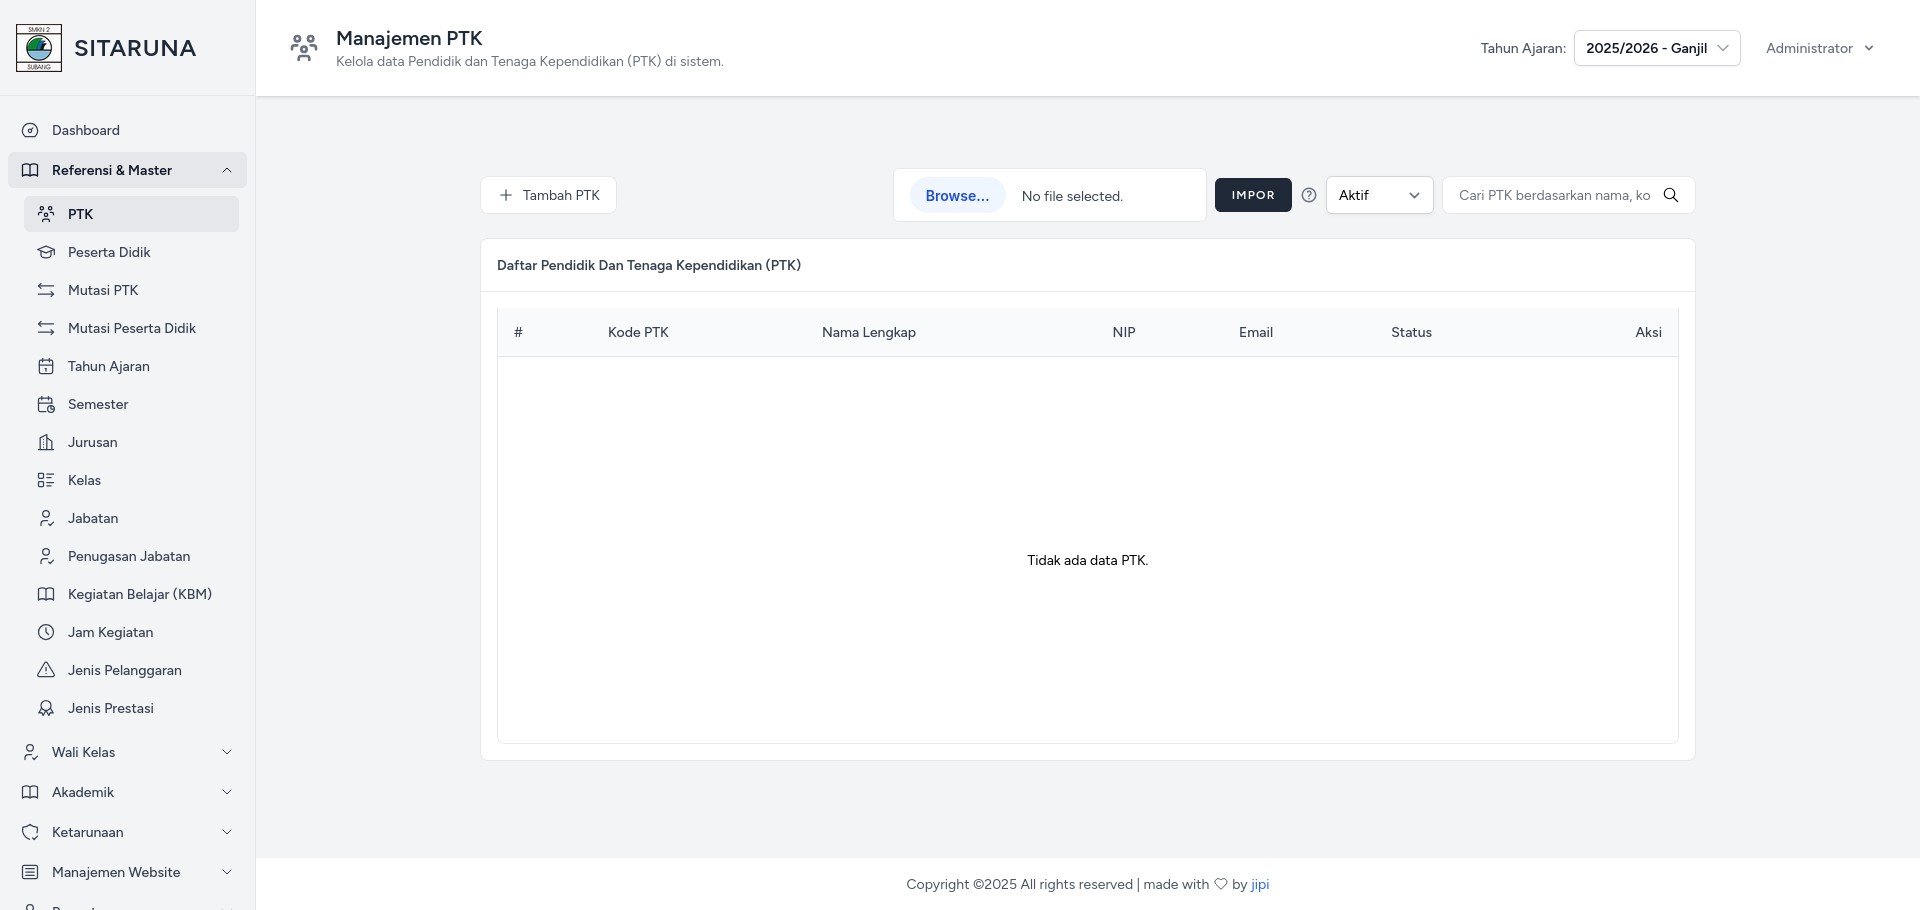 SMKN 2
SUBANG
SITARUNA
Manajemen PTK
Kelola data Pendidik dan Tenaga Kependidikan (PTK) di sistem.
Tahun Ajaran: 2025/2026 - Ganjil
Administrator
Dashboard
Referensi & Master
PTK
Peserta Didik
Mutasi PTK
Mutasi Peserta Didik
Tahun Ajaran
Semester
Jurusan
Kelas
Jabatan
Penugasan Jabatan
Kegiatan Belajar (KBM)
Jam Kegiatan
Jenis Pelanggaran
Jenis Prestasi
Wali Kelas
Akademik
Ketarunaan
Manajemen Website
Tambah PTK
Browse... No file selected.
IMPOR
Aktif
Cari PTK berdasarkan nama, ko
Daftar Pendidik Dan Tenaga Kependidikan (PTK)
# Kode PTK Nama Lengkap NIP Email Status Aksi
Tidak ada data PTK.
Copyright ©2025 All rights reserved | made with ♡ by jipi